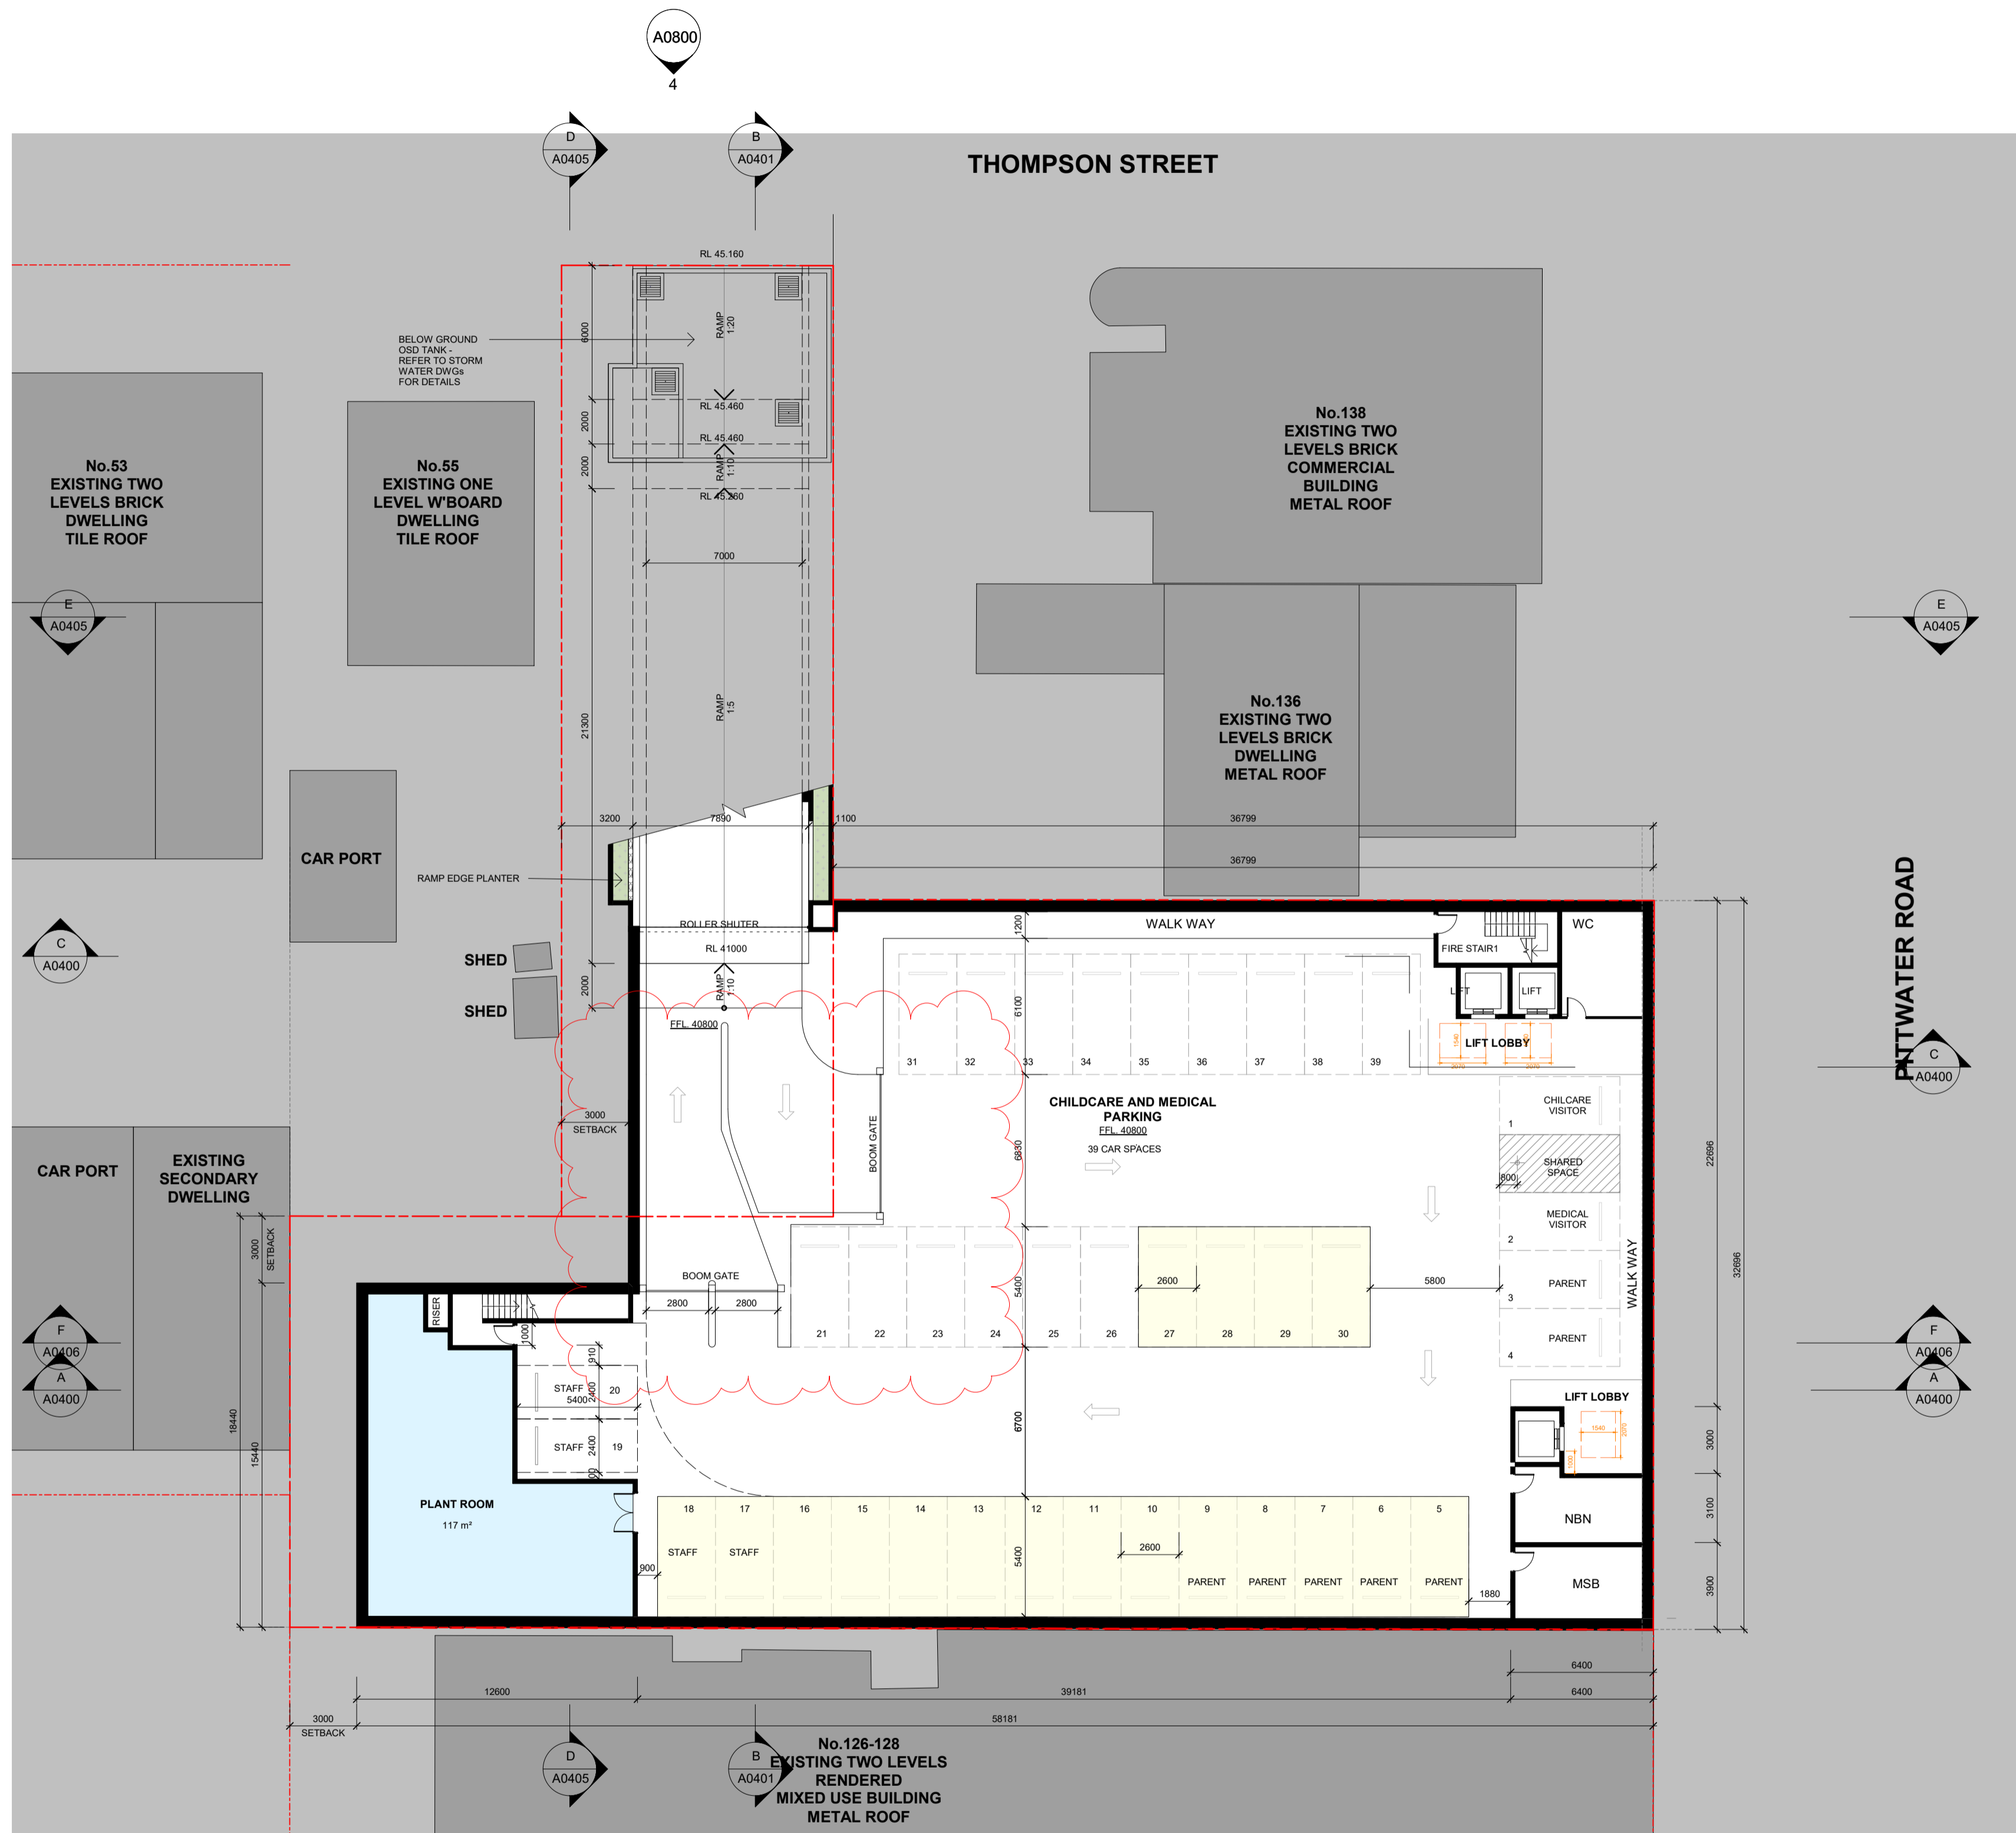 A0800
4
D
A0405
B
A0401
THOMPSON STREET
RL 45.160
6000
RAMP
1:20
BELOW GROUND
OSD TANK -
REFER TO STORM
WATER DWGs
FOR DETAILS
RL 45.460
2000
RL 45.460
2000
RAMP
1:10
RL 45.260
7000
No.53
EXISTING TWO
LEVELS BRICK
DWELLING
TILE ROOF
No.55
EXISTING ONE
LEVEL W'BOARD
DWELLING
TILE ROOF
No.138
EXISTING TWO
LEVELS BRICK
COMMERCIAL
BUILDING
METAL ROOF
E
A0405
E
A0405
21300
RAMP
1:5
No.136
EXISTING TWO
LEVELS BRICK
DWELLING
METAL ROOF
3200
7890
1100
36799
36799
CAR PORT
RAMP EDGE PLANTER
PITTWATER ROAD
ROLLER SHUTER
RL 41000
1200
WALK WAY
FIRE STAIR1
WC
C
A0400
SHED
SHED
2000
RAMP
1:10
FFL. 40800
LIFT
LIFT
6100
31
32
33
34
35
36
37
38
39
1540
LIFT LOBBY
2070
2070
C
A0400
3000
SETBACK
BOOM GATE
CHILDCARE AND MEDICAL
PARKING
FFL. 40800
39 CAR SPACES
6830
CHILCARE
VISITOR
1
SHARED
SPACE
800
MEDICAL
VISITOR
2
PARENT
3
PARENT
4
WALK WAY
22696
32696
CAR PORT
EXISTING
SECONDARY
DWELLING
3000
SETBACK
18440
15440
BOOM GATE
2800
2800
5400
2600
5800
21
22
23
24
25
26
27
28
29
30
RISER
1000
910
F
A0406
A
A0400
F
A0406
A
A0400
STAFF
20
5400
2400
STAFF
19
2400
6700
LIFT LOBBY
1540
2070
1000
3000
3100
3900
PLANT ROOM
117 m²
18
17
16
15
14
13
12
11
10
9
8
7
6
5
STAFF
STAFF
900
5400
2600
PARENT
PARENT
PARENT
PARENT
PARENT
1880
NBN
MSB
6400
12600
39181
6400
3000
SETBACK
58181
D
A0405
B
A0401
No.126-128
EXISTING TWO LEVELS
RENDERED
MIXED USE BUILDING
METAL ROOF